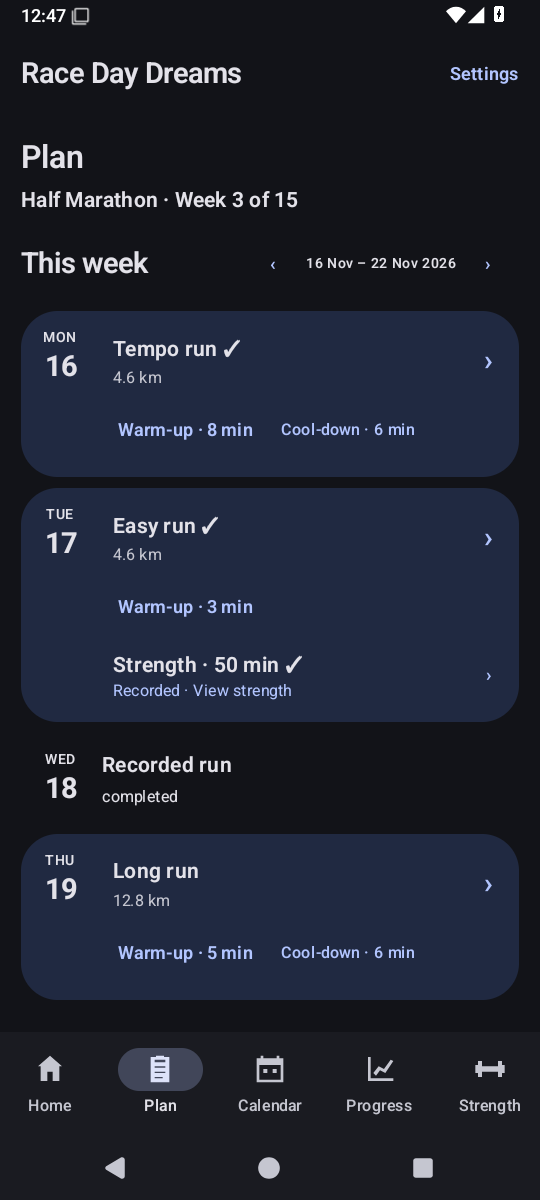 12:47
Race Day Dreams Settings
Plan
Half Marathon · Week 3 of 15
This week ‹ 16 Nov – 22 Nov 2026 ›
MON
16
Tempo run ✓
4.6 km
Warm-up · 8 min Cool-down · 6 min
TUE
17
Easy run ✓
4.6 km
Warm-up · 3 min
Strength · 50 min ✓
Recorded · View strength
WED
18
Recorded run
completed
THU
19
Long run
12.8 km
Warm-up · 5 min Cool-down · 6 min
Home Plan Calendar Progress Strength